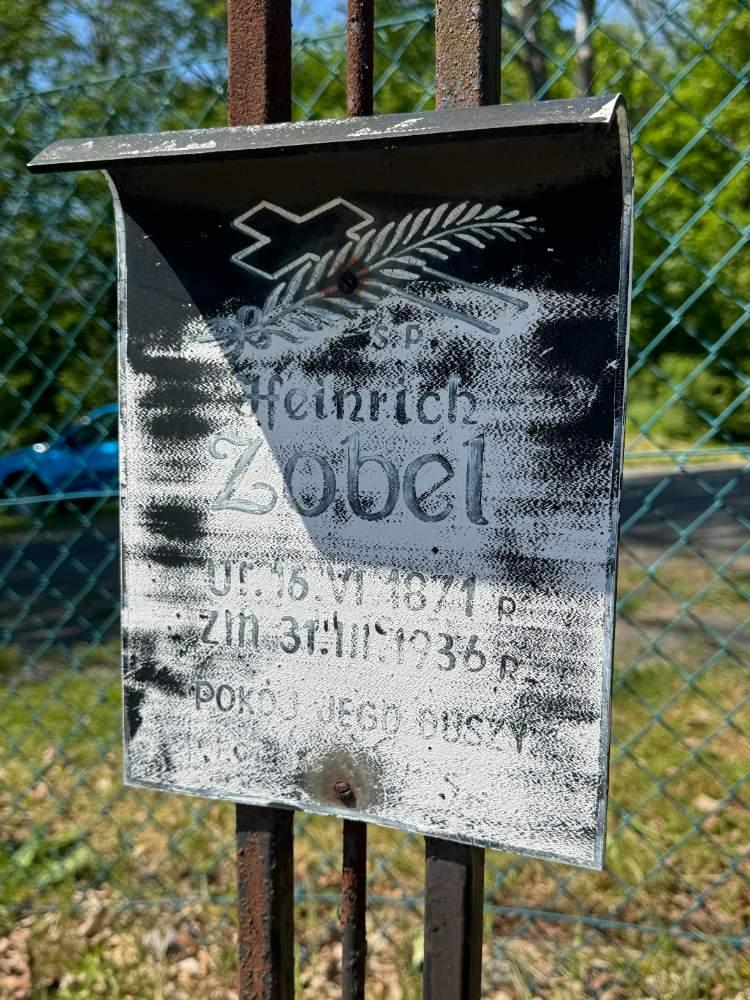 ś.p.
Heinrich
Zobel
Ur. 16.VI.1871 R.
Zm. 31.III.1936 R.
POKÓJ JEGO DUSZY